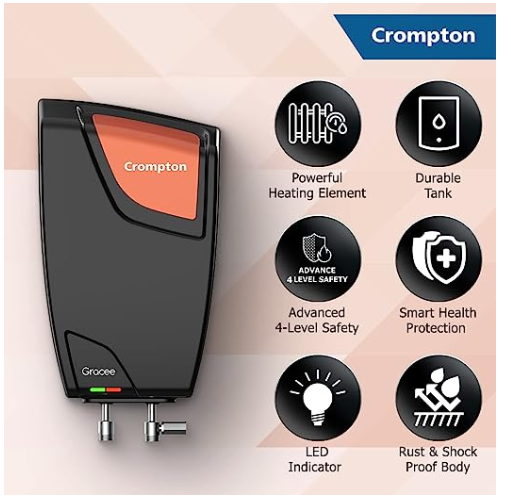 Crompton
Crompton
Gracee
Powerful
Heating Element
Durable
Tank
ADVANCE
4 LEVEL SAFETY
Advanced
4-Level Safety
Smart Health
Protection
LED
Indicator
Rust & Shock
Proof Body